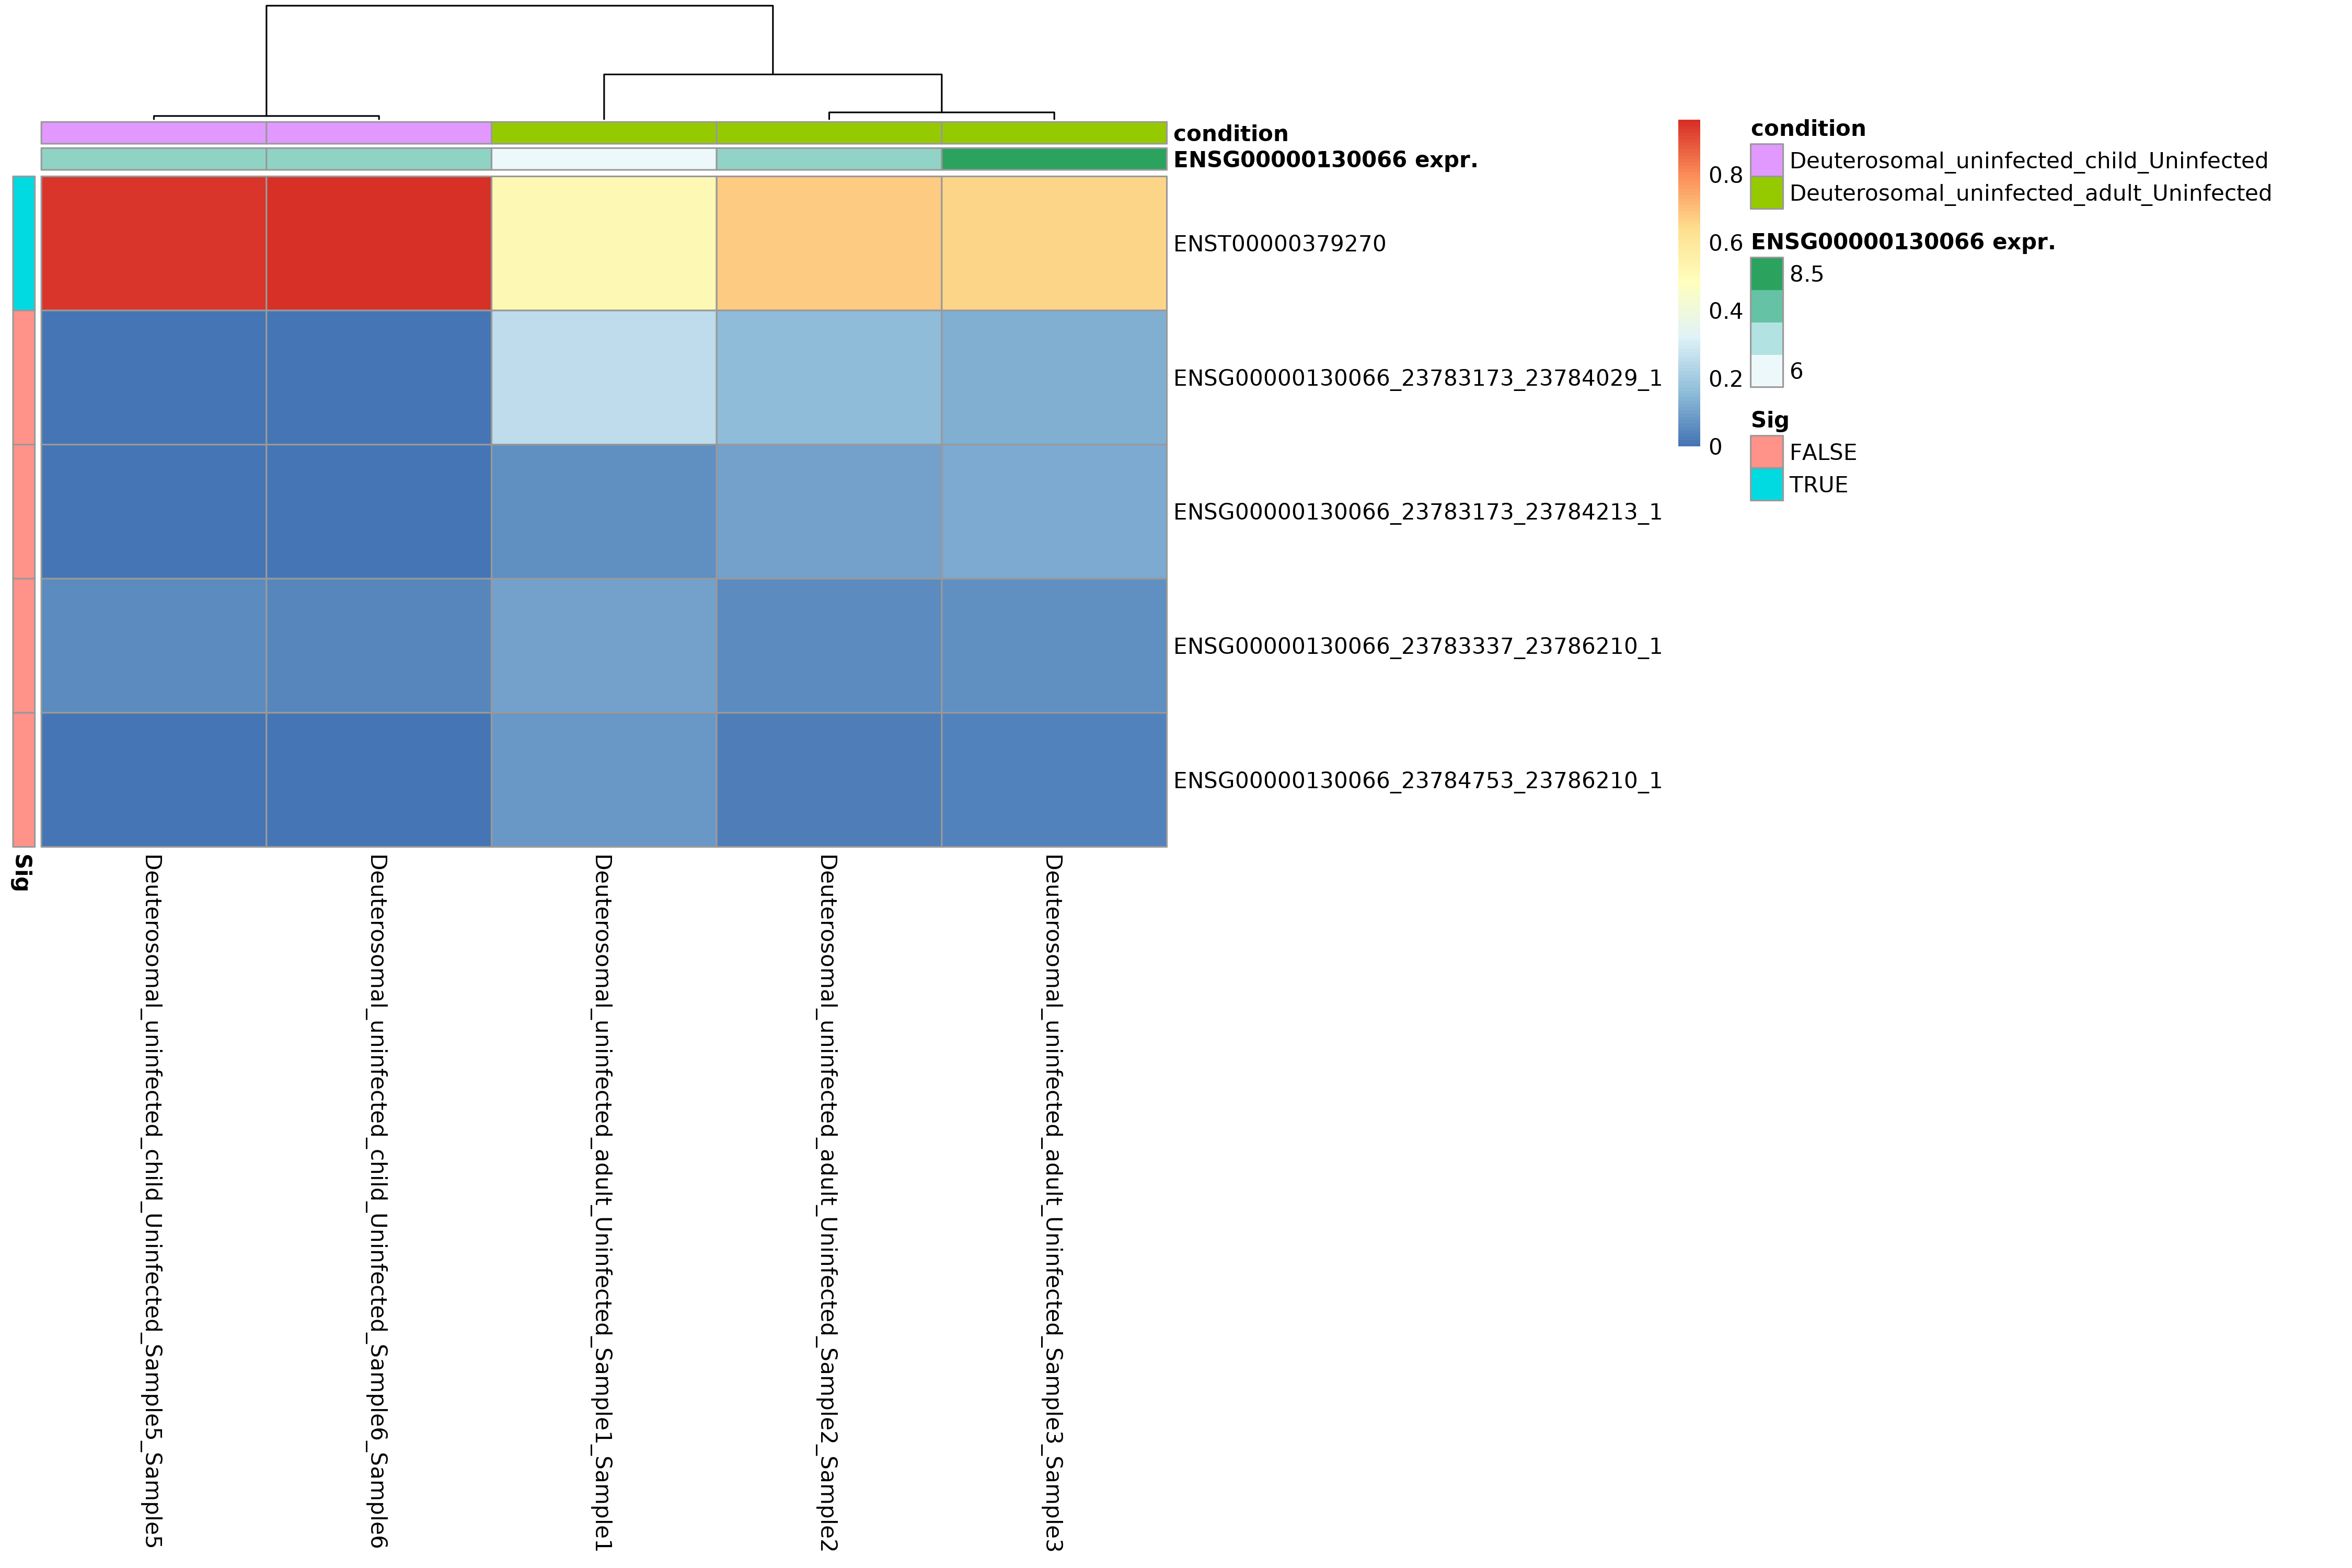 condition
ENSG00000130066 expr.
ENST00000379270
ENSG00000130066_23783173_23784029_1
ENSG00000130066_23783173_23784213_1
ENSG00000130066_23783337_23786210_1
ENSG00000130066_23784753_23786210_1
Sig
Deuterosomal_uninfected_child_Uninfected_Sample5_Sample5
Deuterosomal_uninfected_child_Uninfected_Sample6_Sample6
Deuterosomal_uninfected_adult_Uninfected_Sample1_Sample1
Deuterosomal_uninfected_adult_Uninfected_Sample2_Sample2
Deuterosomal_uninfected_adult_Uninfected_Sample3_Sample3
0.8
0.6
0.4
0.2
0
condition
Deuterosomal_uninfected_child_Uninfected
Deuterosomal_uninfected_adult_Uninfected
ENSG00000130066 expr.
8.5
6
Sig
FALSE
TRUE